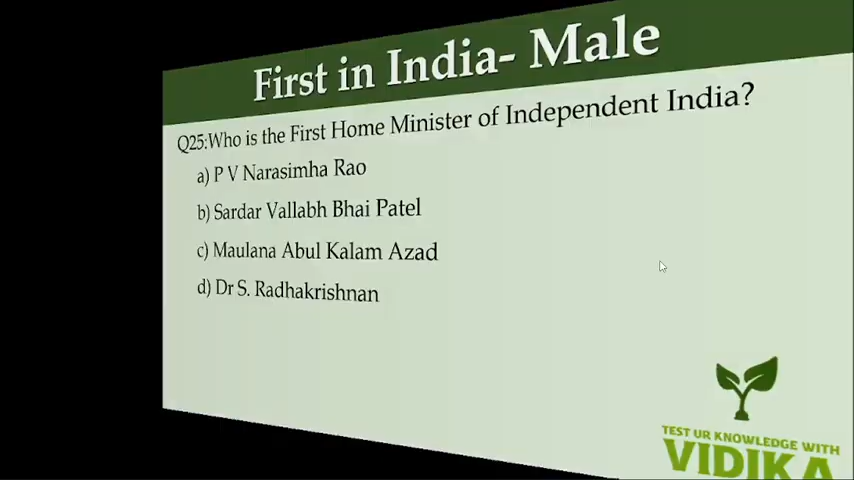 First in India- Male
Q25:Who is the First Home Minister of Independent India?
a) P V Narasimha Rao
b) Sardar Vallabh Bhai Patel
c) Maulana Abul Kalam Azad
d) Dr S. Radhakrishnan
TEST UR KNOWLEDGE WITH
VIDIKA